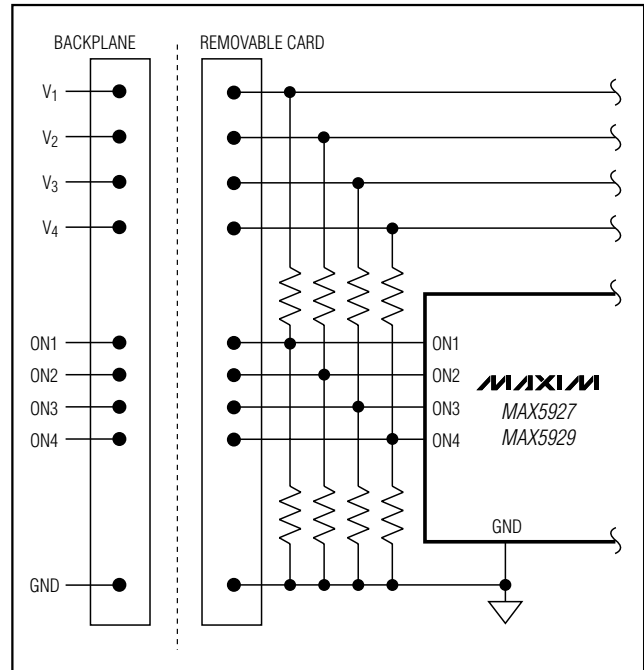 BACKPLANE
REMOVABLE CARD
V1
V2
V3
V4
ON1
ON2
ON3
ON4
GND
ON1
ON2
ON3
ON4
MAXIM
MAX5927
MAX5929
GND